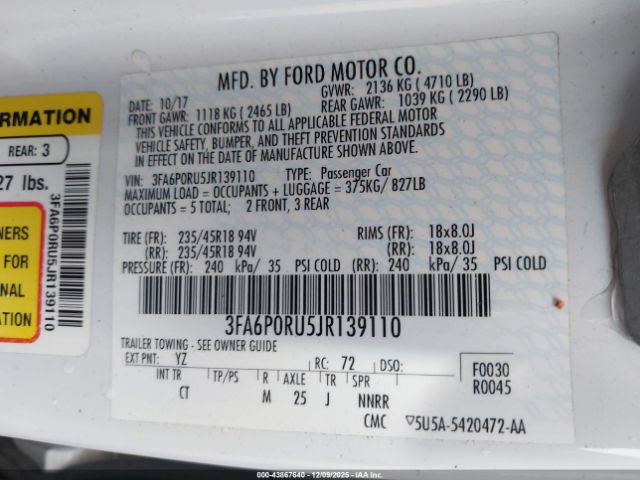 MFD. BY FORD MOTOR CO.
DATE: 10/17 GVWR: 2136 KG ( 4710 LB)
FRONT GAWR: 1118 KG ( 2465 LB) REAR GAWR: 1039 KG ( 2290 LB)
THIS VEHICLE CONFORMS TO ALL APPLICABLE FEDERAL MOTOR
VEHICLE SAFETY, BUMPER, AND THEFT PREVENTION STANDARDS
IN EFFECT ON THE DATE OF MANUFACTURE SHOWN ABOVE.
VIN: 3FA6P0RU5JR139110 TYPE: Passenger Car
MAXIMUM LOAD = OCCUPANTS + LUGGAGE = 375KG/ 827LB
OCCUPANTS = 5 TOTAL; 2 FRONT, 3 REAR
TIRE (FR): 235/45R18 94V RIMS (FR): 18x8.0J
(RR): 235/45R18 94V (RR): 18x8.0J
PRESSURE (FR): 240 kPa/ 35 PSI COLD (RR): 240 kPa/ 35 PSI COLD
3FA6P0RU5JR139110
TRAILER TOWING - SEE OWNER GUIDE
EXT PNT: YZ RC: 72 DSO: F0030
R0045
INT TR TP/PS R AXLE TR SPR
CT M 25 J NNRR
CMC ▽5U5A-5420472-AA
ORMATION
REAR: 3
27 lbs.
NERS
FOR
NAL
N
3FA6P0RU5JR139110
000-43867640 - 12/09/2025 - IAA Inc.